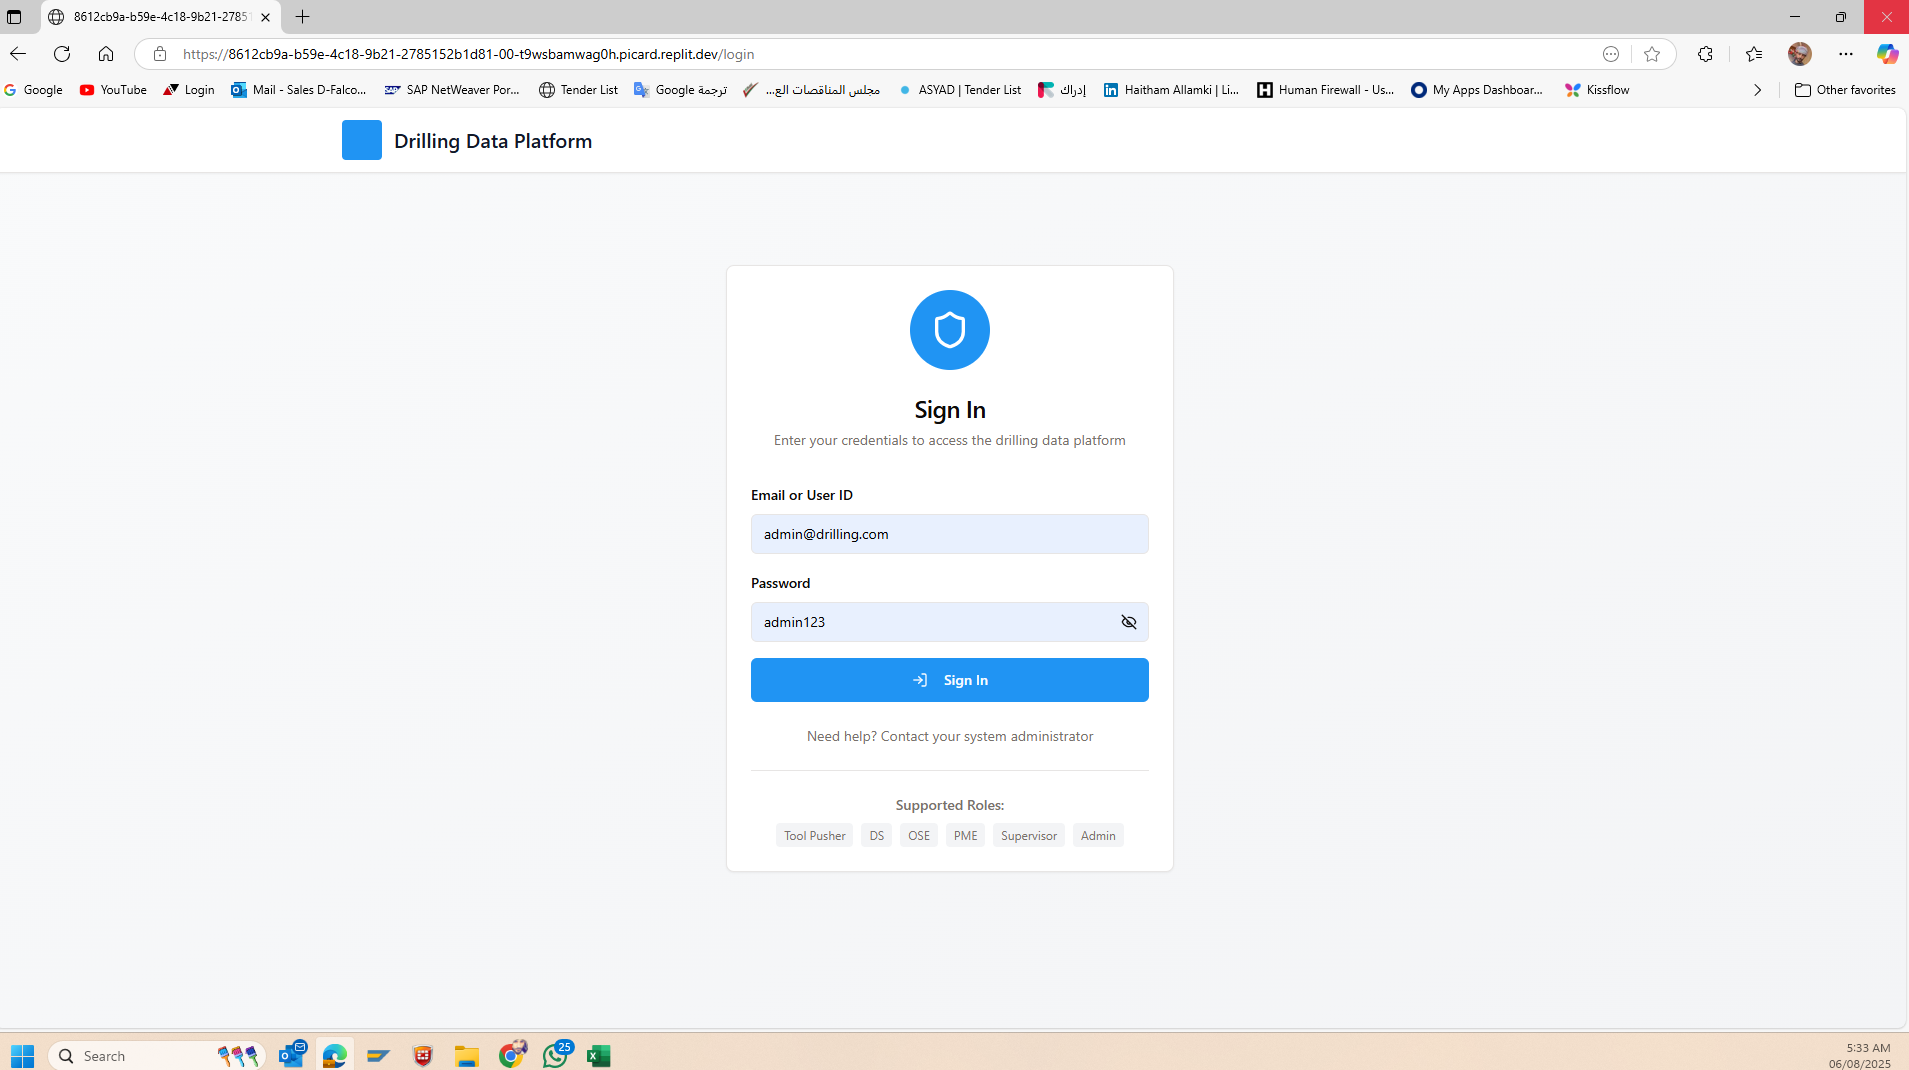 8612cb9a-b59e-4c18-9b21-27851
https://8612cb9a-b59e-4c18-9b21-2785152b1d81-00-t9wsbamwag0h.picard.replit.dev/login
Google YouTube Login Mail - Sales D-Falco... SAP NetWeaver Por... Tender List Google ترجمة مجلس المناقصات الع... ASYAD | Tender List إدراك Haitham Allamki | Li... Human Firewall - Us... My Apps Dashboar... Kissflow Other favorites
Drilling Data Platform
Sign In
Enter your credentials to access the drilling data platform
Email or User ID
admin@drilling.com
Password
admin123
Sign In
Need help? Contact your system administrator
Supported Roles:
Tool Pusher DS OSE PME Supervisor Admin
Search
25
5:33 AM
06/08/2025